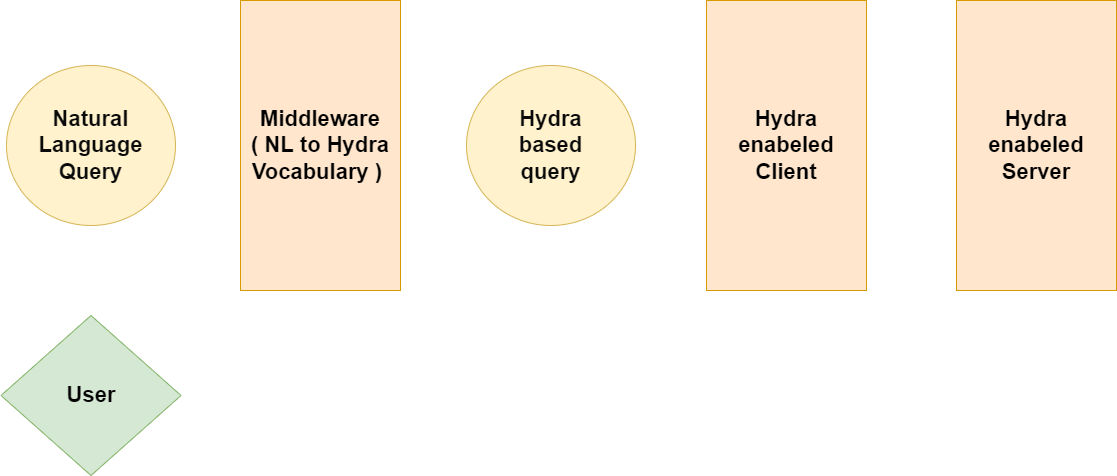 Natural
Language
Query
Middleware
( NL to Hydra
Vocabulary )
Hydra
based
query
Hydra
enabeled
Client
Hydra
enabeled
Server
User